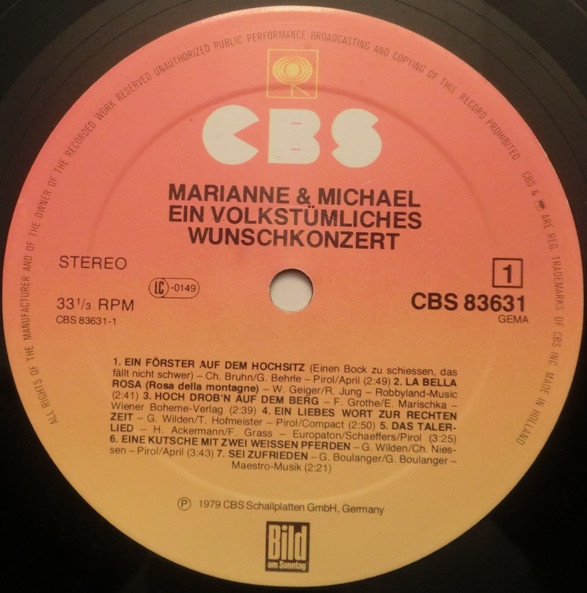 ALL RIGHTS OF THE MANUFACTURER AND OF THE OWNER OF THE RECORDED WORK RESERVED UNAUTHORIZED PUBLIC PERFORMANCE BROADCASTING AND COPYING OF THIS RECORD PROHIBITED CBS & ARE REG. TRADEMARKS OF CBS INC. MADE IN HOLLAND
CBS
MARIANNE & MICHAEL
EIN VOLKSTÜMLICHES
WUNSCHKONZERT
STEREO
LC-0149
1
33 1/3 RPM
CBS 83631
CBS 83631-1
GEMA
1. EIN FÖRSTER AUF DEM HOCHSITZ (Einen Bock zu schiessen, das
fällt nicht schwer) – Ch. Bruhn/G. Behrle – Pirol/April (2:49) 2. LA BELLA
ROSA (Rosa della montagne) – W. Geiger/R. Jung – Robbyland-Music
(2:41) 3. HOCH DROB'N AUF DEM BERG – F. Grothe/E. Marischka –
Wiener Boheme-Verlag (2:39) 4. EIN LIEBES WORT ZUR RECHTEN
ZEIT – G. Wilden/T. Hofmeister – Pirol/Compact (2:50) 5. DAS TALER-
LIED – H. Ackermann/F. Grass – Europaton/Schaeffers/Pirol (3:25)
6. EINE KUTSCHE MIT ZWEI WEISSEN PFERDEN – G. Wilden/Ch. Nies-
sen – Pirol/April (3:43) 7. SEI ZUFRIEDEN – G. Boulanger/G. Boulanger –
Maestro-Musik (2:21)
Ⓟ 1979 CBS Schallplatten GmbH, Germany
Bild
am Sonntag